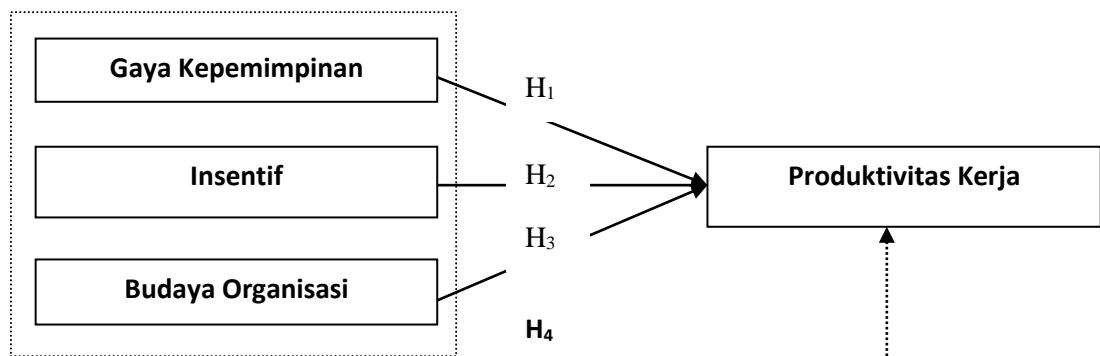 Gaya Kepemimpinan
H₁
Insentif
H₂
Produktivitas Kerja
H₃
Budaya Organisasi
H₄